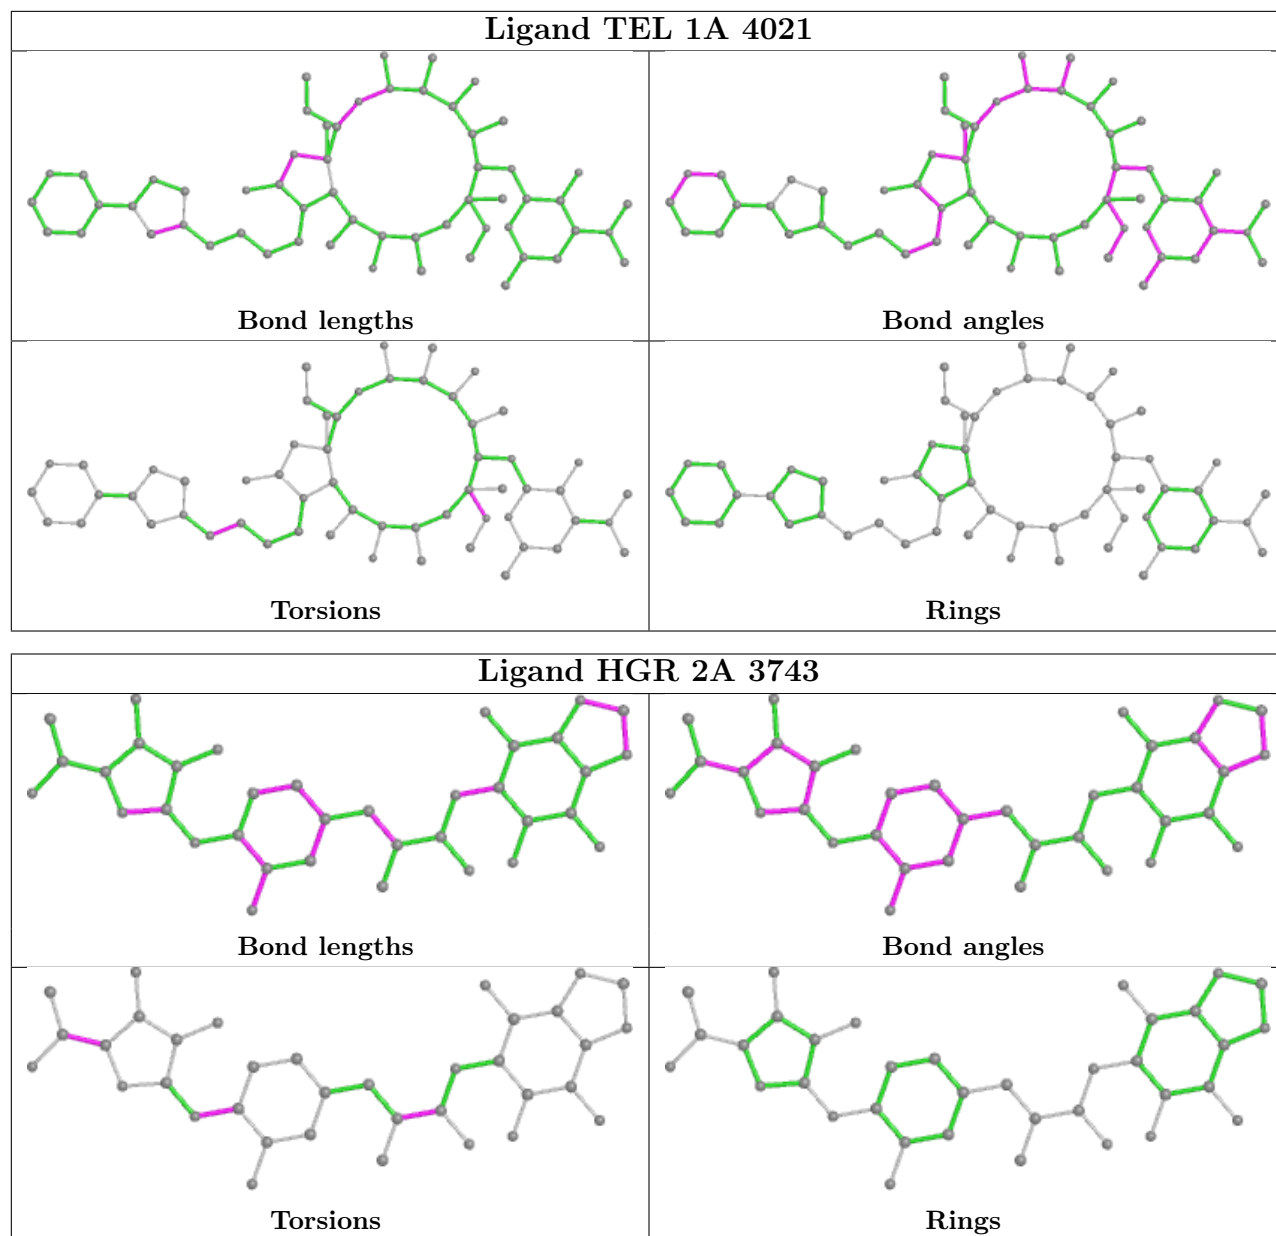 Ligand TEL 1A 4021
Bond lengths
Bond angles
Torsions
Rings
Ligand HGR 2A 3743
Bond lengths
Bond angles
Torsions
Rings